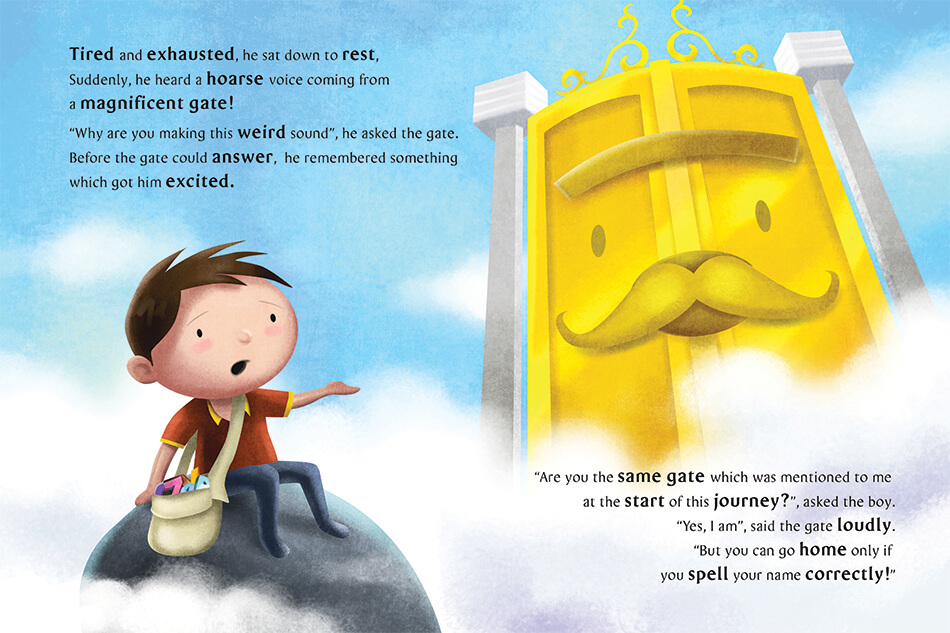 Tired and exhausted, he sat down to rest,
Suddenly, he heard a hoarse voice coming from
a magnificent gate!
“Why are you making this weird sound”, he asked the gate.
Before the gate could answer, he remembered something
which got him excited.
“Are you the same gate which was mentioned to me
at the start of this journey?”, asked the boy.
“Yes, I am”, said the gate loudly.
“But you can go home only if
you spell your name correctly!”